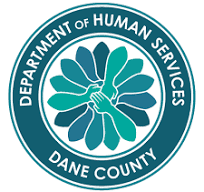 DEPARTMENT OF HUMAN SERVICES
DANE COUNTY